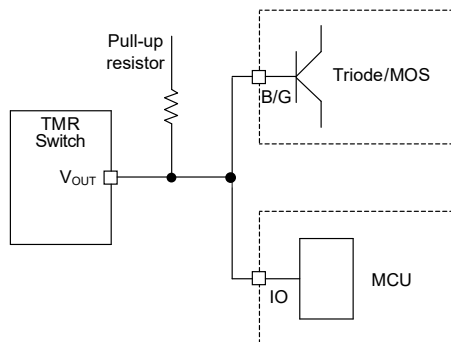 Pull-up
resistor
B/G
Triode/MOS
TMR
Switch
VOUT
IO
MCU